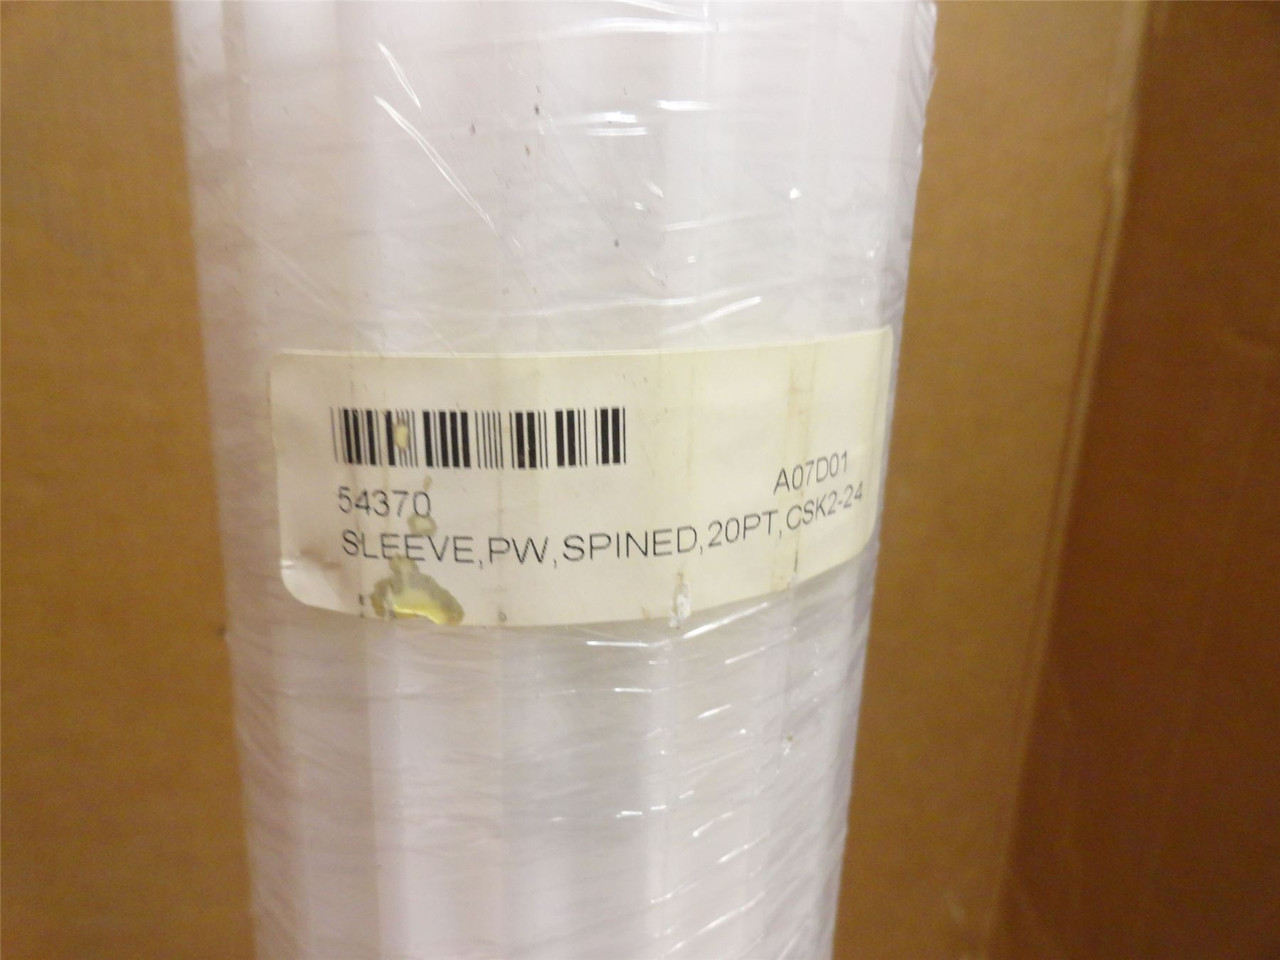 54370
A07D01
SLEEVE,PW,SPINED,20PT,CSK2-24